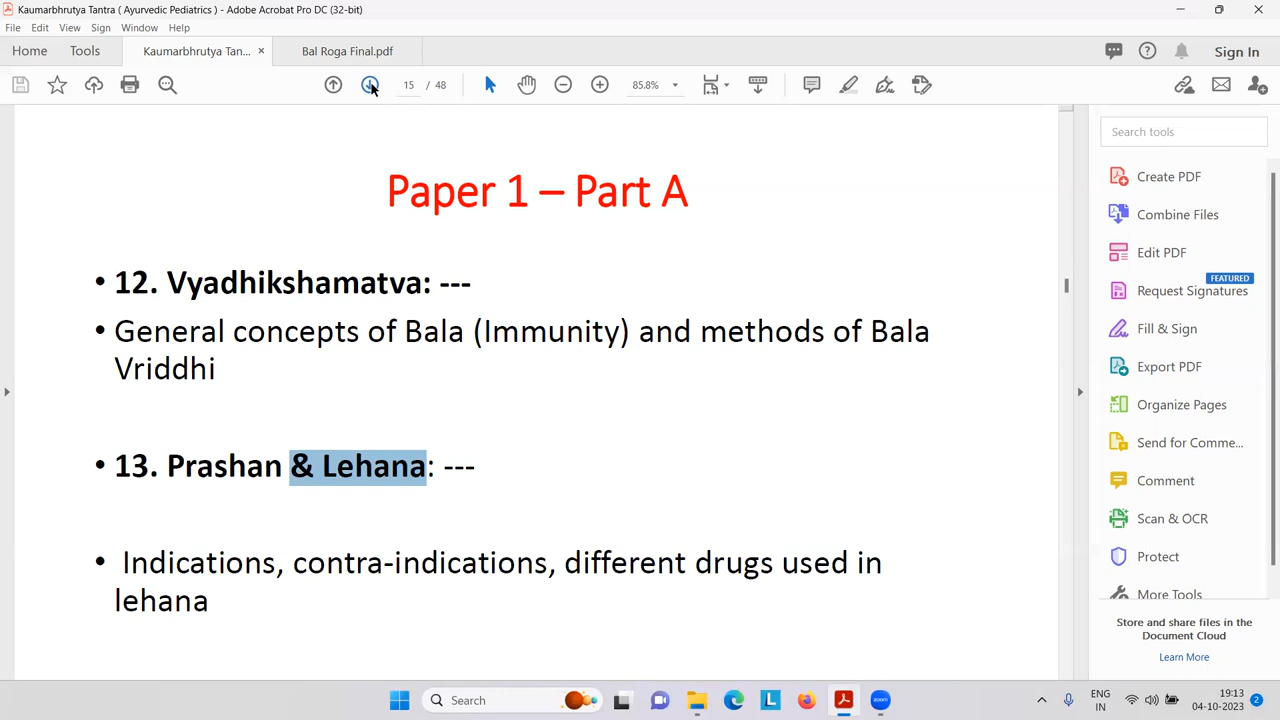 Kaumarbhrutya Tantra ( Ayurvedic Pediatrics ) - Adobe Acrobat Pro DC (32-bit)
File Edit View Sign Window Help
Home Tools Kaumarbhrutya Tan... × Bal Roga Final.pdf Sign In
15 / 48 85.8%
Paper 1 – Part A
• 12. Vyadhikshamatva: ---
• General concepts of Bala (Immunity) and methods of Bala
Vriddhi
• 13. Prashan & Lehana: ---
• Indications, contra-indications, different drugs used in
lehana
Search tools
Create PDF
Combine Files
Edit PDF
FEATURED
Request Signatures
Fill & Sign
Export PDF
Organize Pages
Send for Comme...
Comment
Scan & OCR
Protect
More Tools
Store and share files in the
Document Cloud
Learn More
Search
L
zoom
ENG
IN
19:13
04-10-2023
2